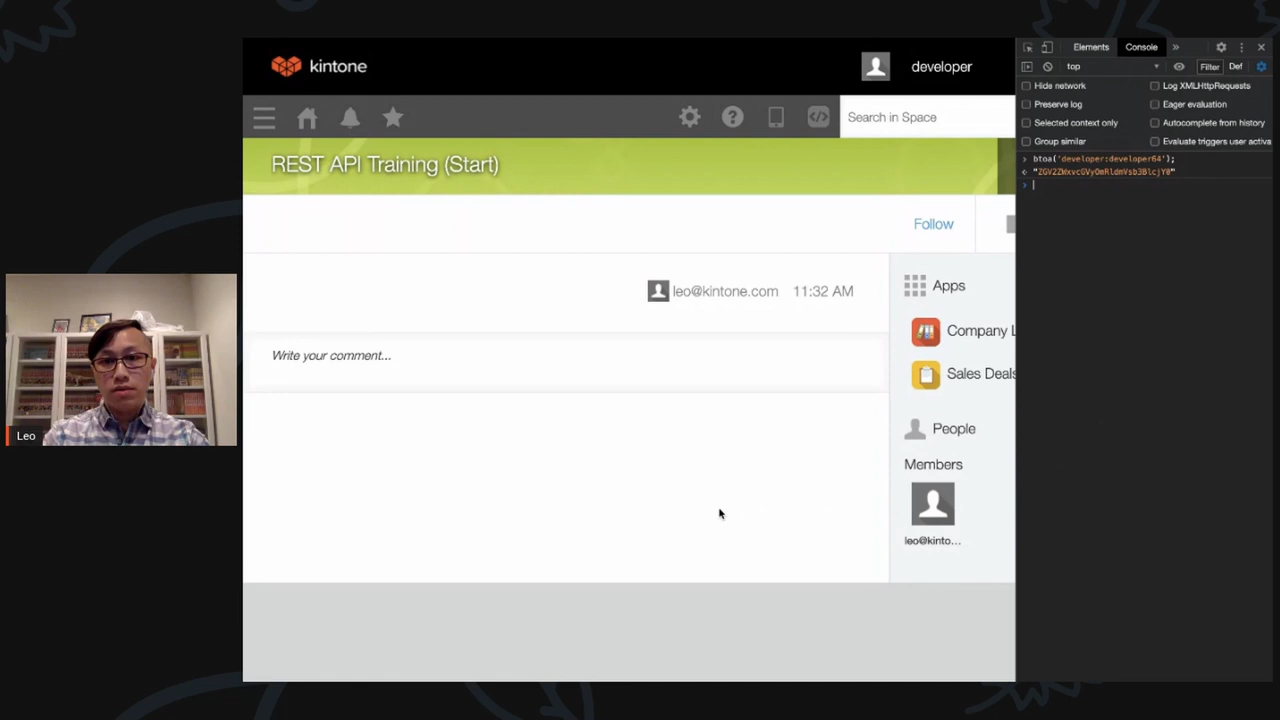 kintone
developer
Search in Space
REST API Training (Start)
Follow
leo@kintone.com 11:32 AM
Write your comment...
Apps
Company L
Sales Deals
People
Members
leo@kinto...
Leo
Elements Console »
top Filter Def
Hide network Log XMLHttpRequests
Preserve log Eager evaluation
Selected context only Autocomplete from history
Group similar Evaluate triggers user activa
btoa('developer:developer64');